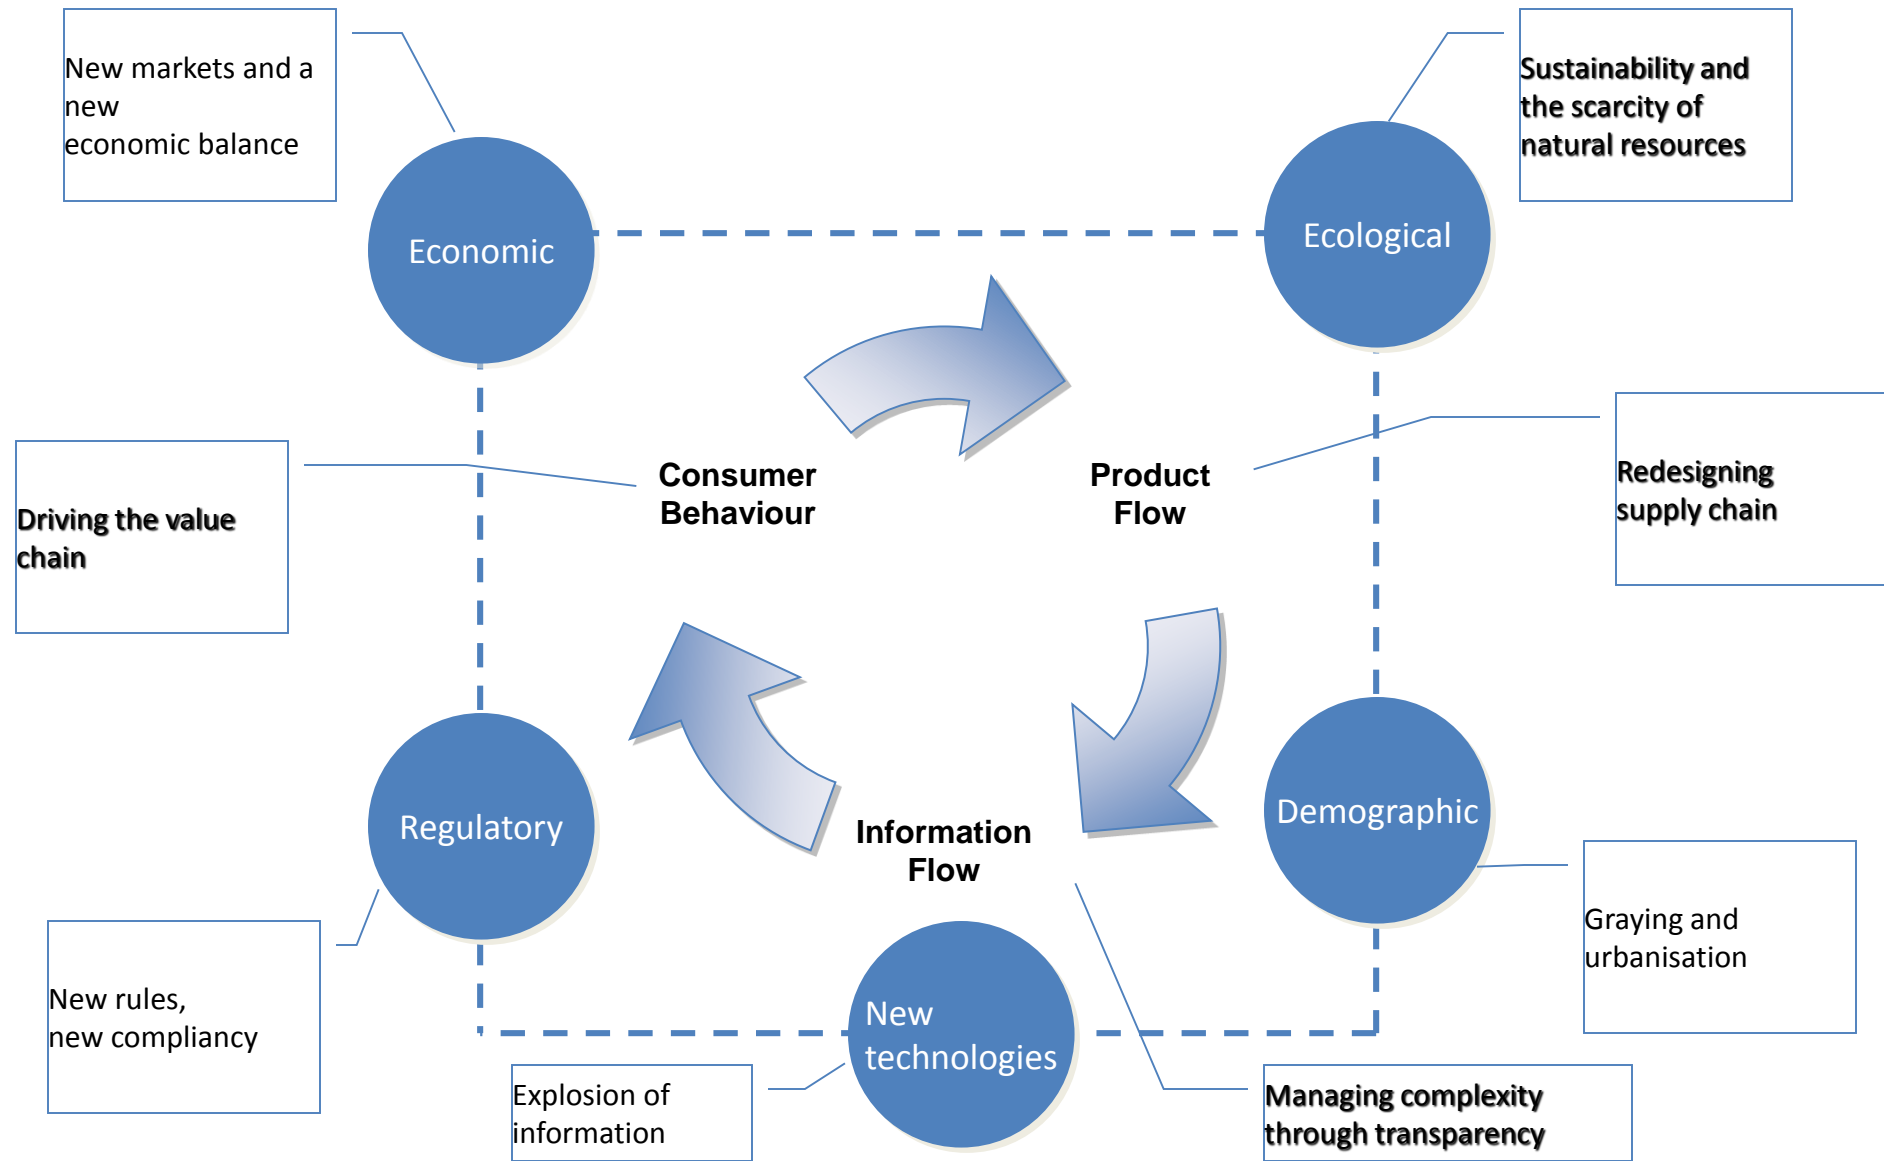 New markets and a
new
economic balance
Sustainability and
the scarcity of
natural resources
Economic
Ecological
Consumer
Behaviour
Product
Flow
Driving the value
chain
Redesigning
supply chain
Regulatory
Information
Flow
Demographic
New rules,
new compliancy
Graying and
urbanisation
New
technologies
Explosion of
information
Managing complexity
through transparency